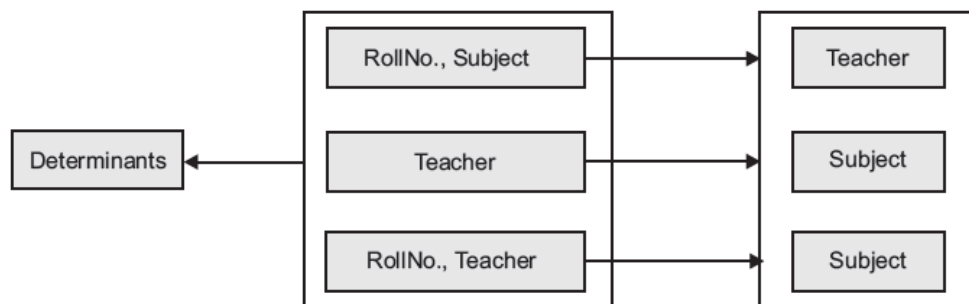 RollNo., Subject
Teacher
Determinants
Teacher
Subject
RollNo., Teacher
Subject